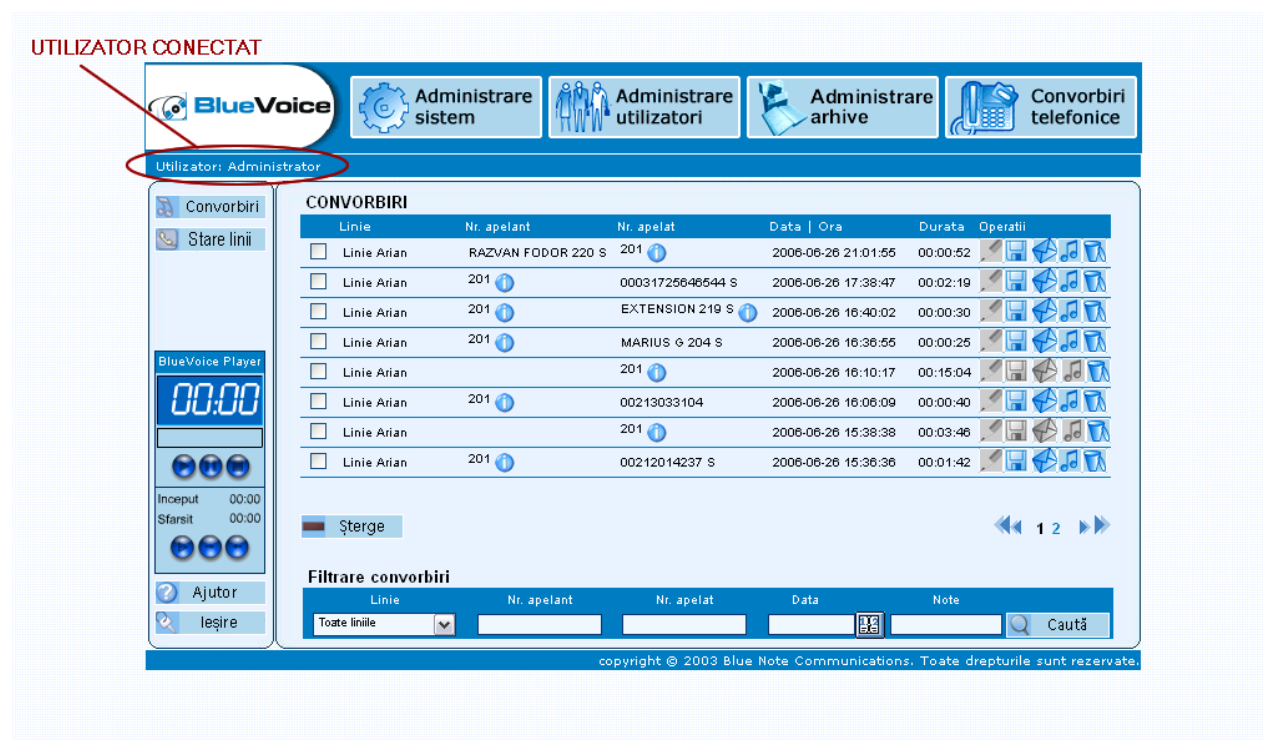 UTILIZATOR CONECTAT
BlueVoice
Administrare sistem
Administrare utilizatori
Administrare arhive
Convorbiri telefonice
Utilizator: Administrator
Convorbiri
Stare linii
CONVORBIRI
Linie Nr. apelant Nr. apelat Data | Ora Durata Operatii
Linie Arian RAZVAN FODOR 220 S 201 2006-06-26 21:01:55 00:00:52
Linie Arian 201 00031725646544 S 2006-06-26 17:38:47 00:02:19
Linie Arian 201 EXTENSION 219 S 2006-06-26 16:40:02 00:00:30
Linie Arian 201 MARIUS G 204 S 2006-06-26 16:36:55 00:00:25
Linie Arian 201 2006-06-26 16:10:17 00:15:04
Linie Arian 201 00213033104 2006-06-26 16:06:09 00:00:40
Linie Arian 201 2006-06-26 15:38:38 00:03:46
Linie Arian 201 00212014237 S 2006-06-26 15:36:36 00:01:42
BlueVoice Player
00:00
Inceput 00:00
Sfarsit 00:00
Șterge
1 2
Ajutor
Ieșire
Filtrare convorbiri
Linie Nr. apelant Nr. apelat Data Note
Toate liniile
Caută
copyright © 2003 Blue Note Communications. Toate drepturile sunt rezervate.